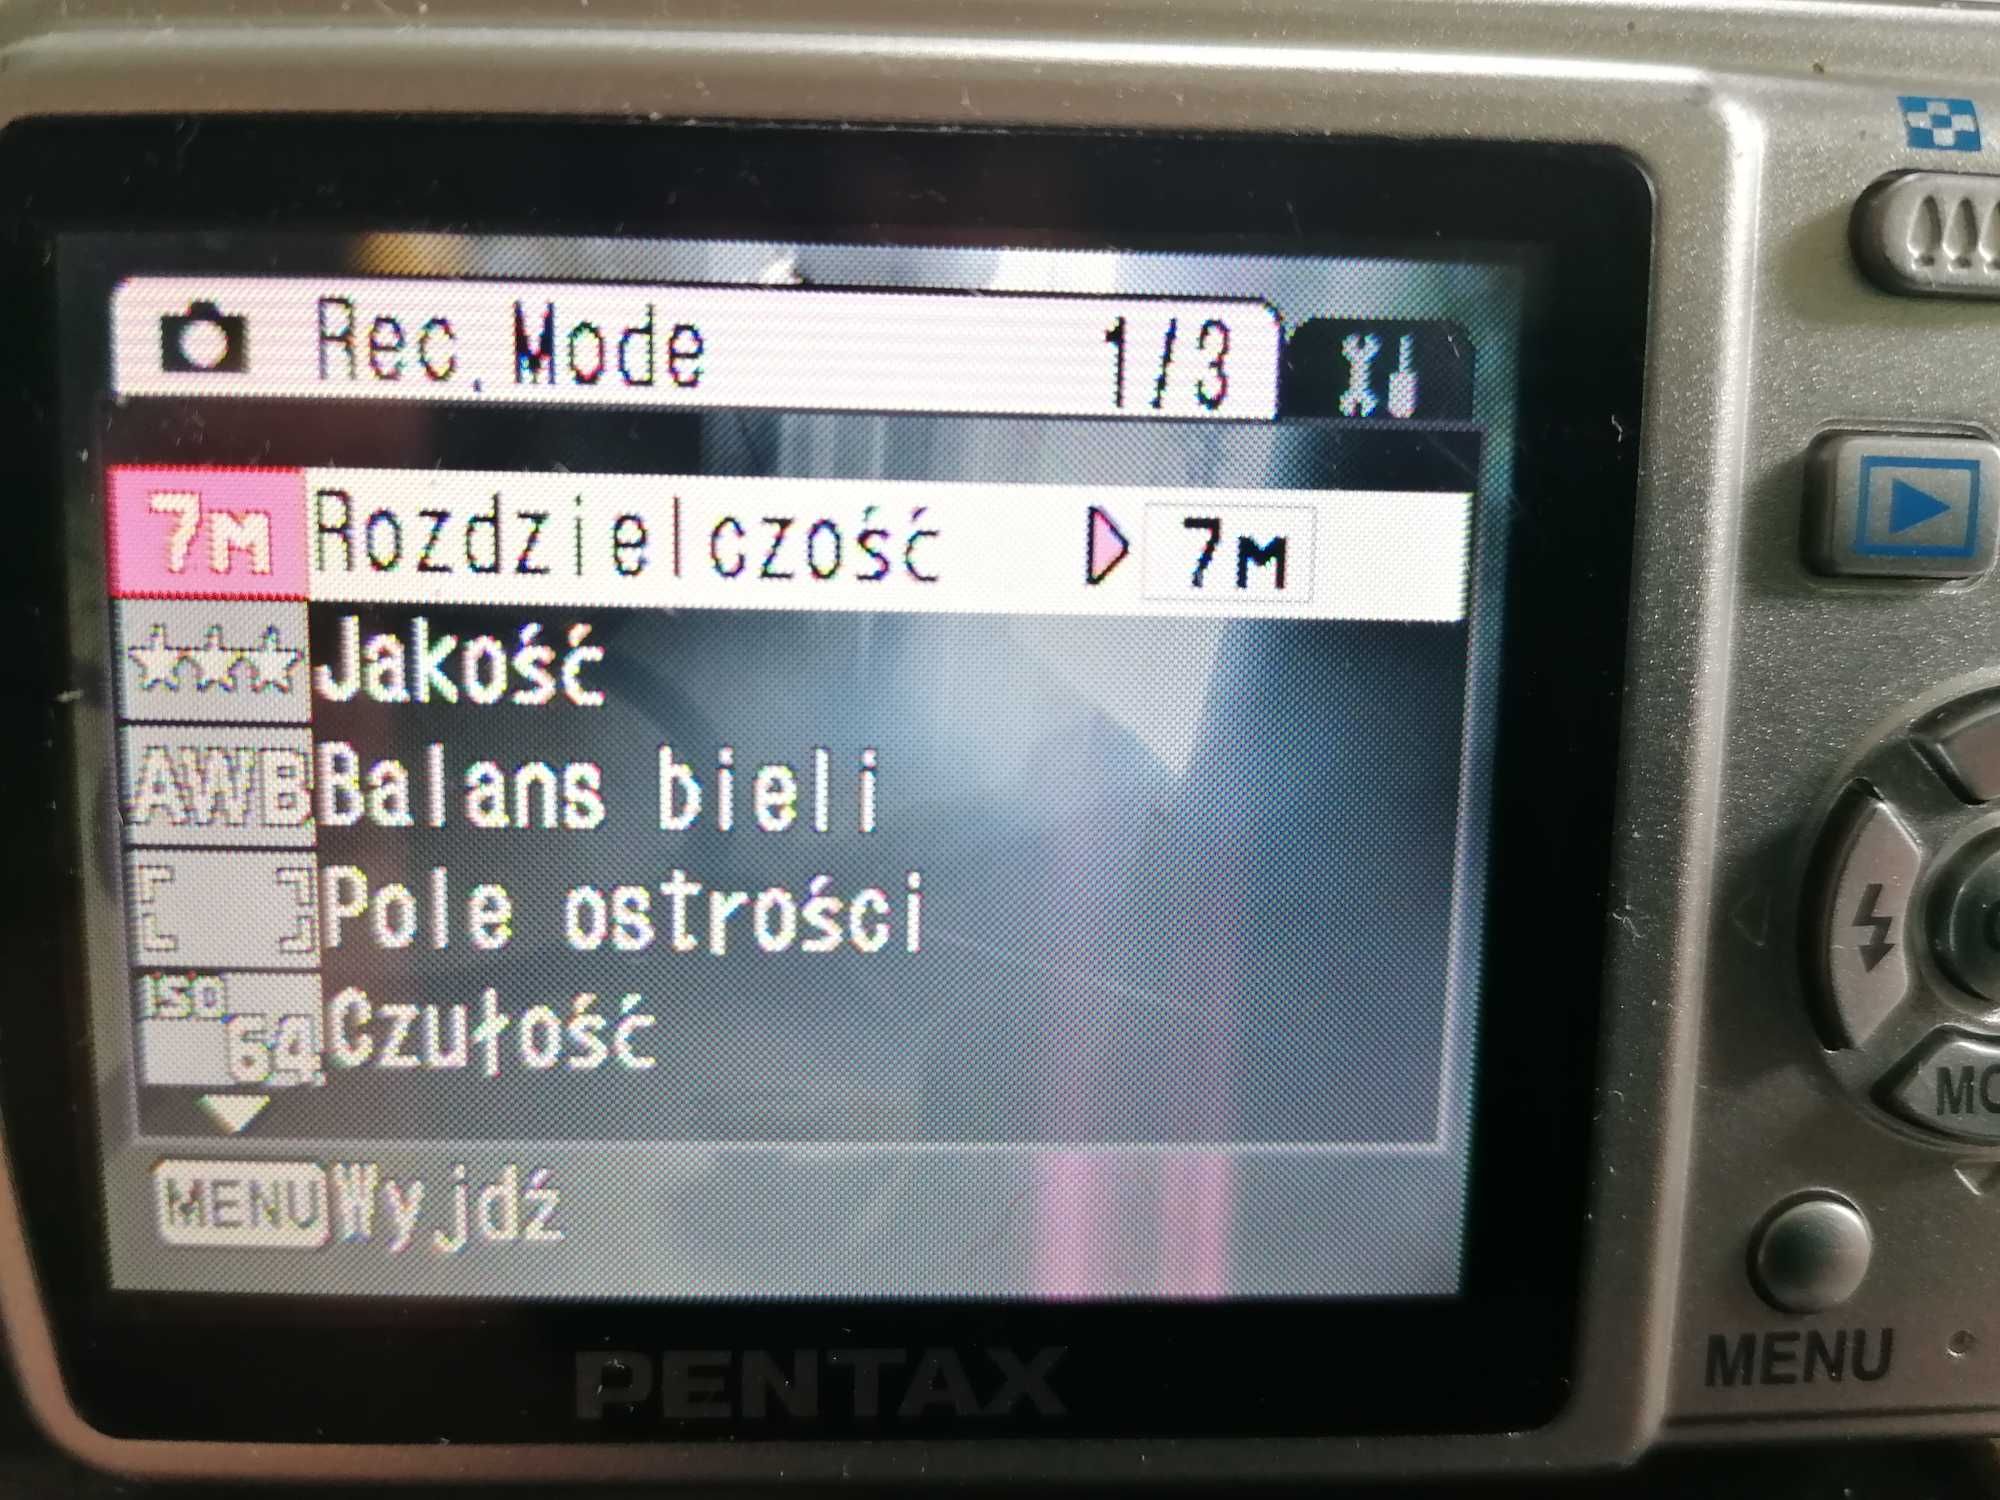 Rec.Mode 1/3
7M Rozdzielczość 7M
Jakość
AWB Balans bieli
Pole ostrości
ISO 64 Czułość
MENU Wyjdź
PENTAX
MENU